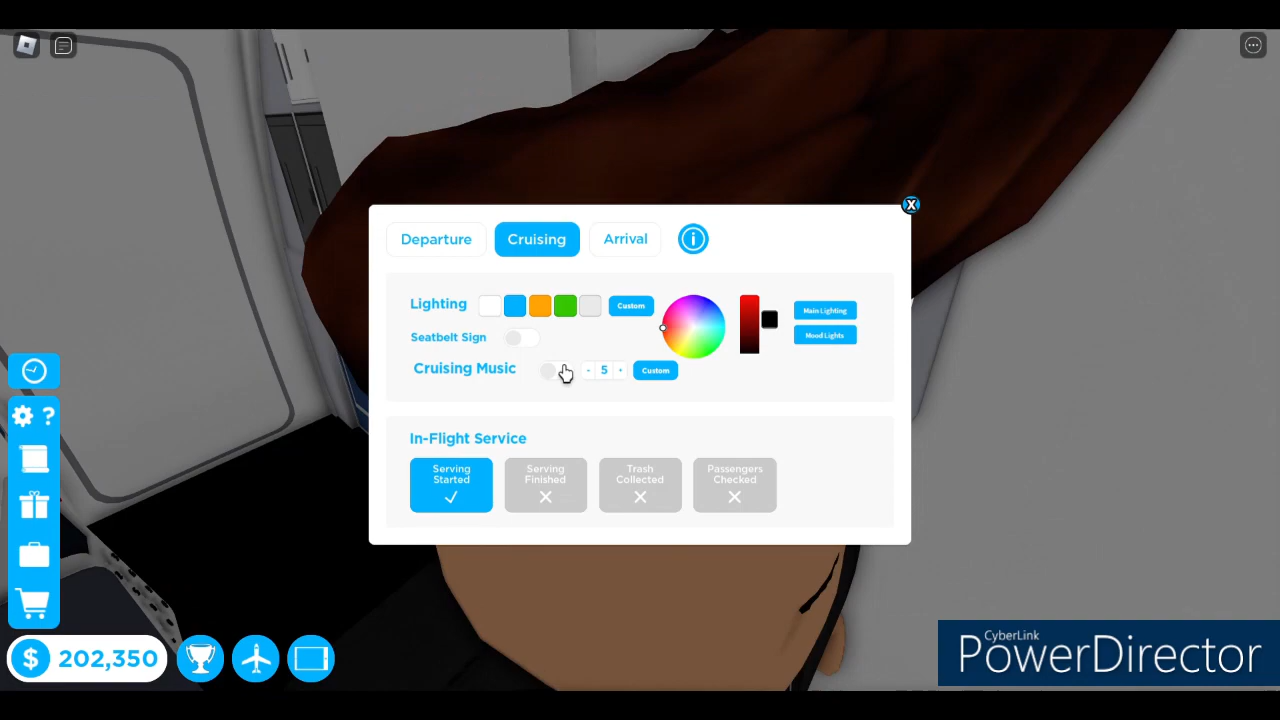 X
Departure Cruising Arrival i
Lighting Custom
Main Lighting
Seatbelt Sign
Mood Lights
Cruising Music - 5 + Custom
?
In-Flight Service
Serving Started
Serving Finished
Trash Collected
Passengers Checked
$ 202,350
CyberLink
PowerDirector